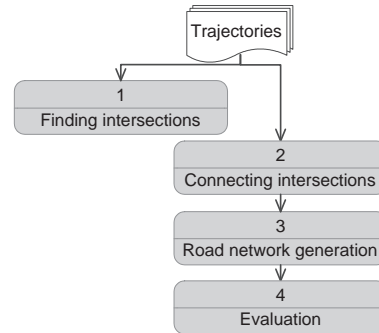 Trajectories
1
Finding intersections
2
Connecting intersections
3
Road network generation
4
Evaluation